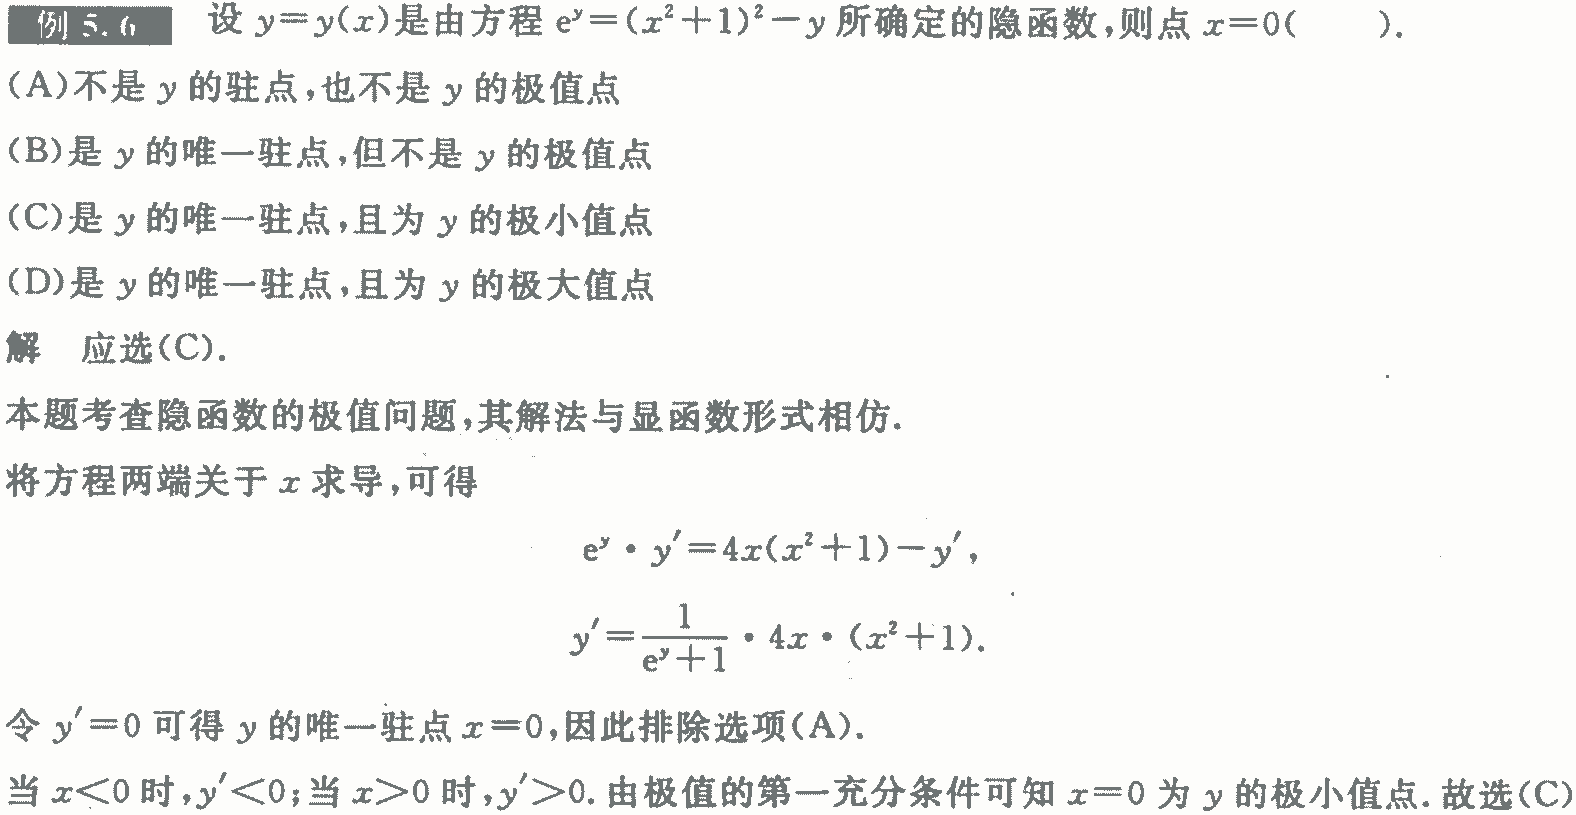 例 5.6 设 y=y(x)是由方程 eʸ=(x²+1)²-y 所确定的隐函数,则点 x=0(　　).
(A)不是 y 的驻点,也不是 y 的极值点
(B)是 y 的唯一驻点,但不是 y 的极值点
(C)是 y 的唯一驻点,且为 y 的极小值点
(D)是 y 的唯一驻点,且为 y 的极大值点
解 应选(C).
本题考查隐函数的极值问题,其解法与显函数形式相仿.
将方程两端关于 x 求导,可得
eʸ·y′=4x(x²+1)-y′,
y′=1/(eʸ+1)·4x·(x²+1).
令 y′=0 可得 y 的唯一驻点 x=0,因此排除选项(A).
当 x<0 时,y′<0;当 x>0 时,y′>0.由极值的第一充分条件可知 x=0 为 y 的极小值点.故选(C)